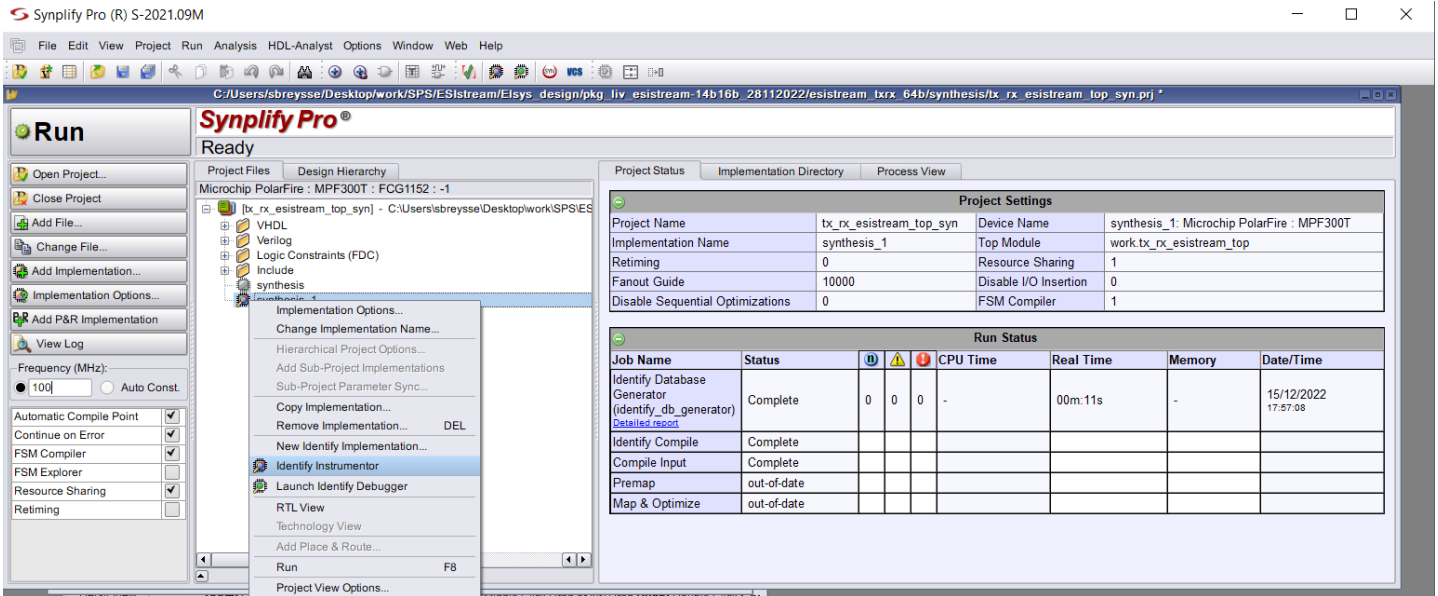 Synplify Pro (R) S-2021.09M
File Edit View Project Run Analysis HDL-Analyst Options Window Web Help
VCS
C:/Users/sbreysse/Desktop/work/SPS/ESIstream/Elsys_design/pkg_liv_esistream-14b16b_28112022/esistream_txrx_64b/synthesis/tx_rx_esistream_top_syn.prj *
Run
Synplify Pro®
Ready
Open Project...
Close Project
Add File...
Change File...
Add Implementation...
Implementation Options...
P&R Add P&R Implementation
View Log
Frequency (MHz):
100 Auto Const.
Automatic Compile Point
Continue on Error
FSM Compiler
FSM Explorer
Resource Sharing
Retiming
Project Files Design Hierarchy
Microchip PolarFire : MPF300T : FCG1152 : -1
[tx_rx_esistream_top_syn] - C:\Users\sbreysse\Desktop\work\SPS\ES
VHDL
Verilog
Logic Constraints (FDC)
Include
synthesis
synthesis_1
Implementation Options...
Change Implementation Name...
Hierarchical Project Options...
Add Sub-Project Implementations
Sub-Project Parameter Sync...
Copy Implementation...
Remove Implementation... DEL
New Identify Implementation...
Identify Instrumentor
Launch Identify Debugger
RTL View
Technology View
Add Place & Route...
Run F8
Project View Options...
Project Status Implementation Directory Process View
Project Settings
Project Name tx_rx_esistream_top_syn Device Name synthesis_1: Microchip PolarFire : MPF300T
Implementation Name synthesis_1 Top Module work.tx_rx_esistream_top
Retiming 0 Resource Sharing 1
Fanout Guide 10000 Disable I/O Insertion 0
Disable Sequential Optimizations 0 FSM Compiler 1
Run Status
Job Name Status n ! ! CPU Time Real Time Memory Date/Time
Identify Database
Generator
(identify_db_generator)
Detailed report
Complete 0 0 0 - 00m:11s - 15/12/2022
17:57:08
Identify Compile Complete
Compile Input Complete
Premap out-of-date
Map & Optimize out-of-date